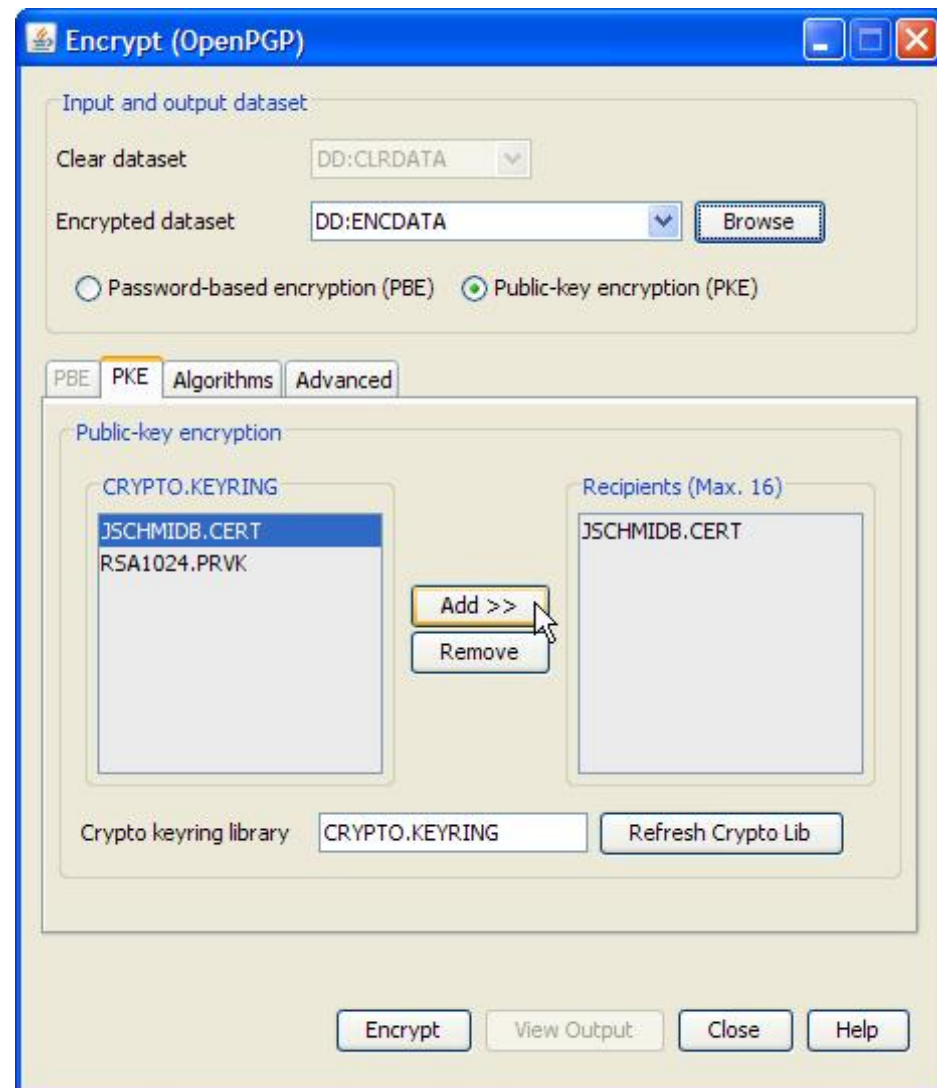 Encrypt (OpenPGP)
Input and output dataset
Clear dataset DD:CLRDATA
Encrypted dataset DD:ENCDATA Browse
Password-based encryption (PBE) Public-key encryption (PKE)
PBE PKE Algorithms Advanced
Public-key encryption
CRYPTO.KEYRING Recipients (Max. 16)
JSCHMIDB.CERT JSCHMIDB.CERT
RSA1024.PRVK
Add >>
Remove
Crypto keyring library CRYPTO.KEYRING Refresh Crypto Lib
Encrypt View Output Close Help